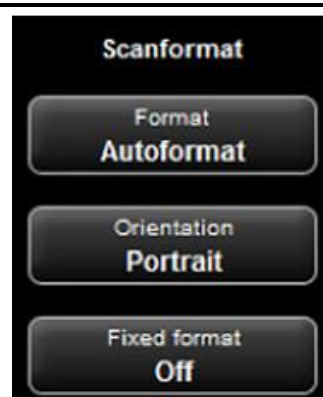 Scanformat
Format
Autoformat
Orientation
Portrait
Fixed format
Off